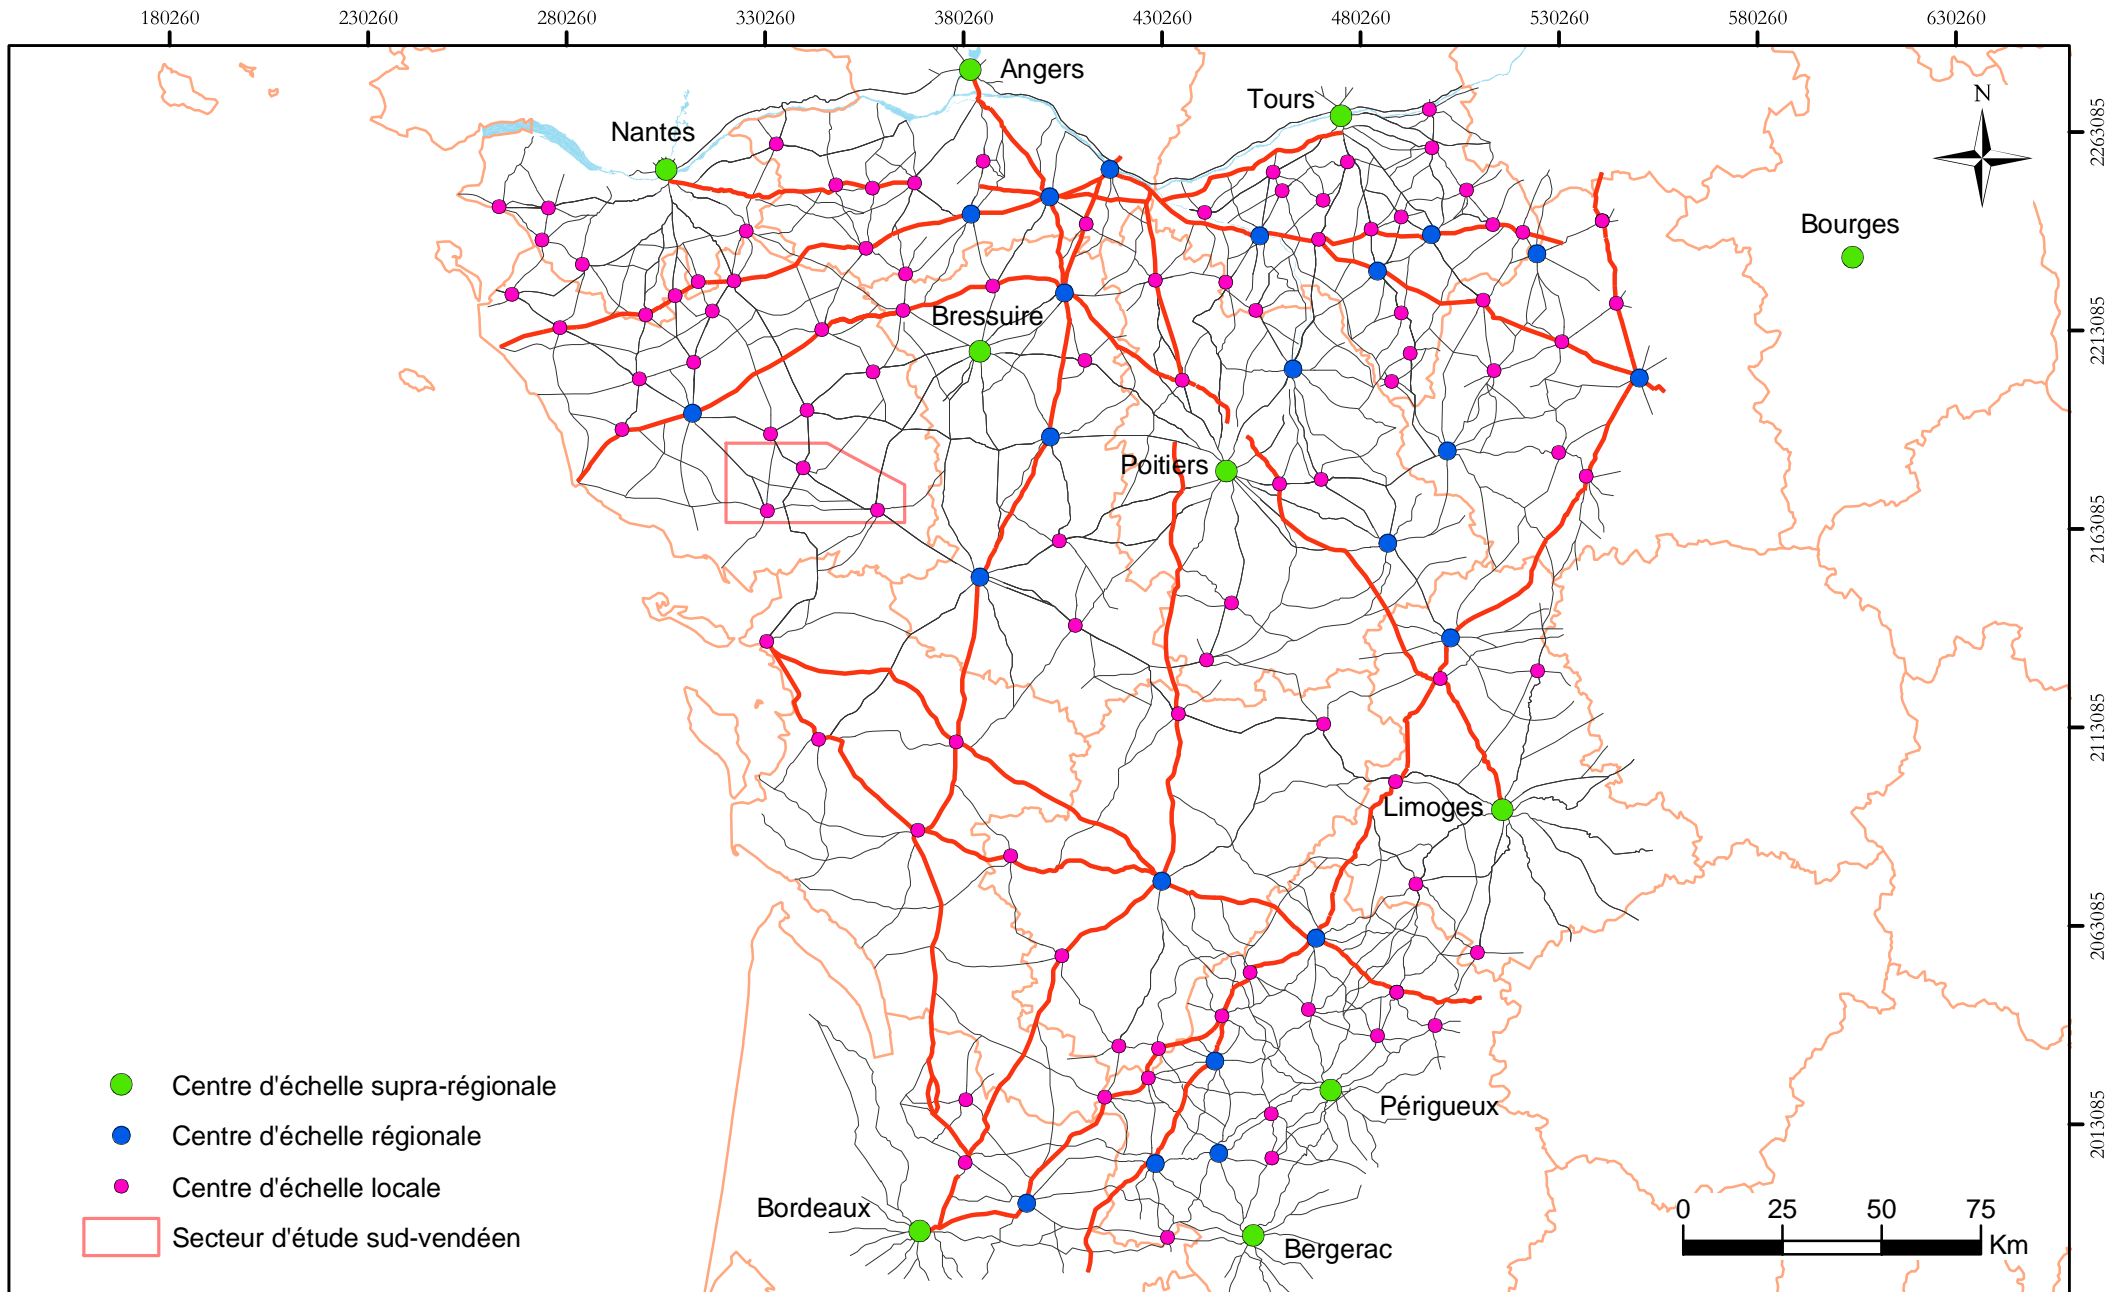 180260 230260 280260 330260 380260 430260 480260 530260 580260 630260
Angers
Tours
N
Nantes
2263085
Bourges
Bressuire
2213085
Poitiers
2163085
2113085
Limoges
2063085
Centre d'échelle supra-régionale
Périgueux
Centre d'échelle régionale
2013085
Centre d'échelle locale
Bordeaux
0 25 50 75
Secteur d'étude sud-vendéen
Bergerac
Km